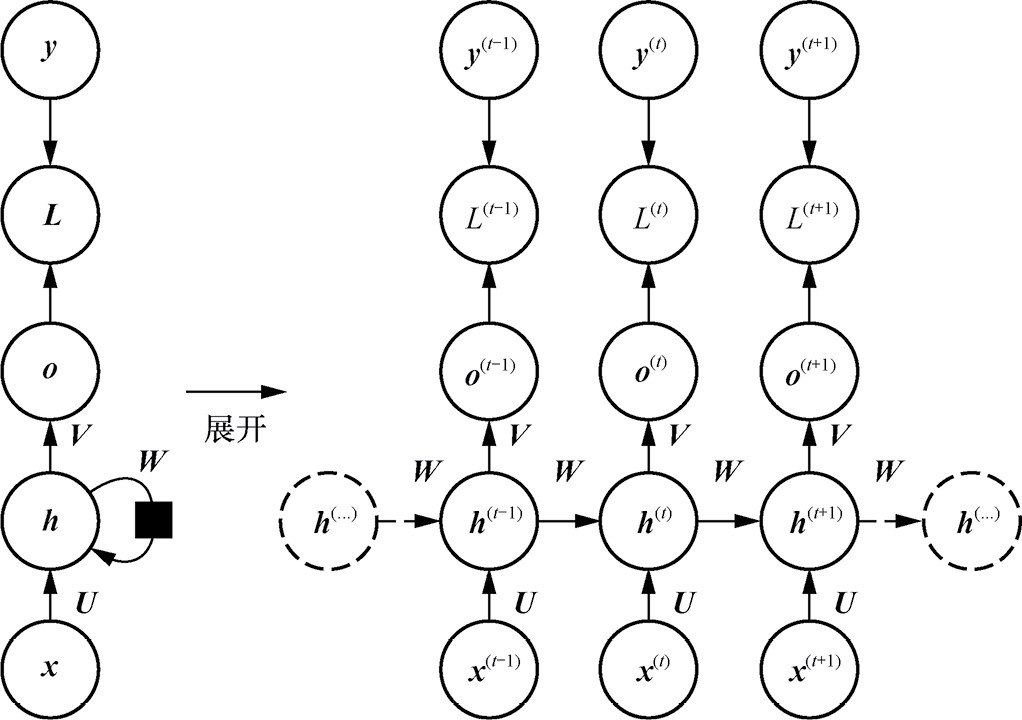 y
y(t−1)
y(t)
y(t+1)
L
L(t−1)
L(t)
L(t+1)
o
o(t−1)
o(t)
o(t+1)
展开
V
V
V
V
W
W
W
W
W
h
h(...)
h(t−1)
h(t)
h(t+1)
h(...)
U
U
U
U
x
x(t−1)
x(t)
x(t+1)